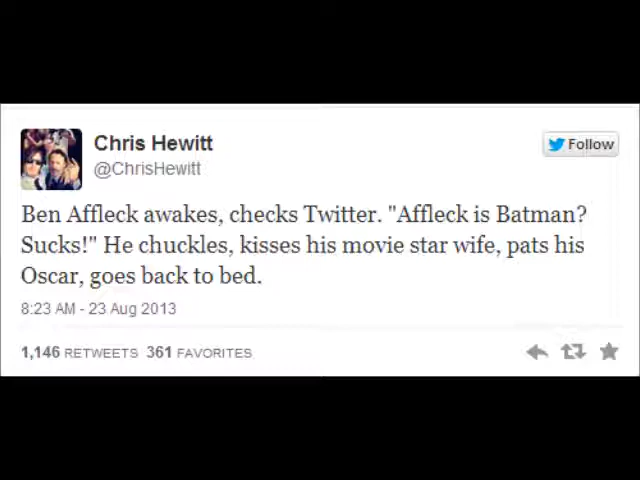 Chris Hewitt
@ChrisHewitt
Follow
Ben Affleck awakes, checks Twitter. "Affleck is Batman?
Sucks!" He chuckles, kisses his movie star wife, pats his
Oscar, goes back to bed.
8:23 AM - 23 Aug 2013
1,146 RETWEETS 361 FAVORITES